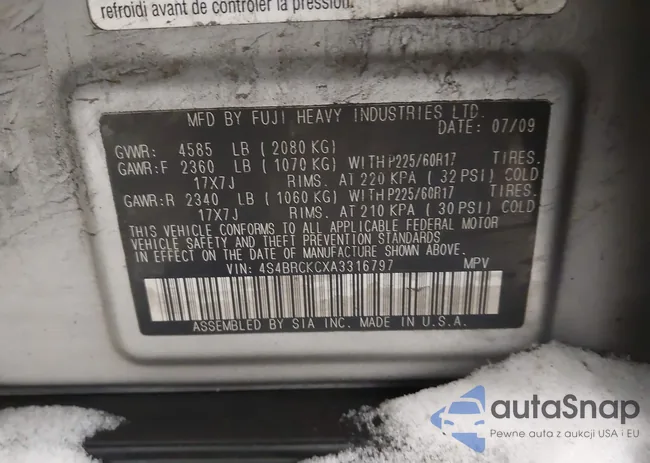 refroidi avant de contrôler la pression.
MFD BY FUJI HEAVY INDUSTRIES LTD.
DATE: 07/09
GVWR: 4585 LB (2080 KG)
GAWR:F 2360 LB (1070 KG) WITH P225/60R17 TIRES.
17X7J RIMS. AT 220 KPA (32 PSI) COLD
GAWR:R 2340 LB (1060 KG) WITH P225/60R17 TIRES.
17X7J RIMS. AT 210 KPA (30 PSI) COLD
THIS VEHICLE CONFORMS TO ALL APPLICABLE FEDERAL MOTOR
VEHICLE SAFETY AND THEFT PREVENTION STANDARDS
IN EFFECT ON THE DATE OF MANUFACTURE SHOWN ABOVE.
VIN: 4S4BRCKCXA3316797 MPV
ASSEMBLED BY SIA INC. MADE IN U.S.A.
autaSnap
Pewne auta z aukcji USA i EU